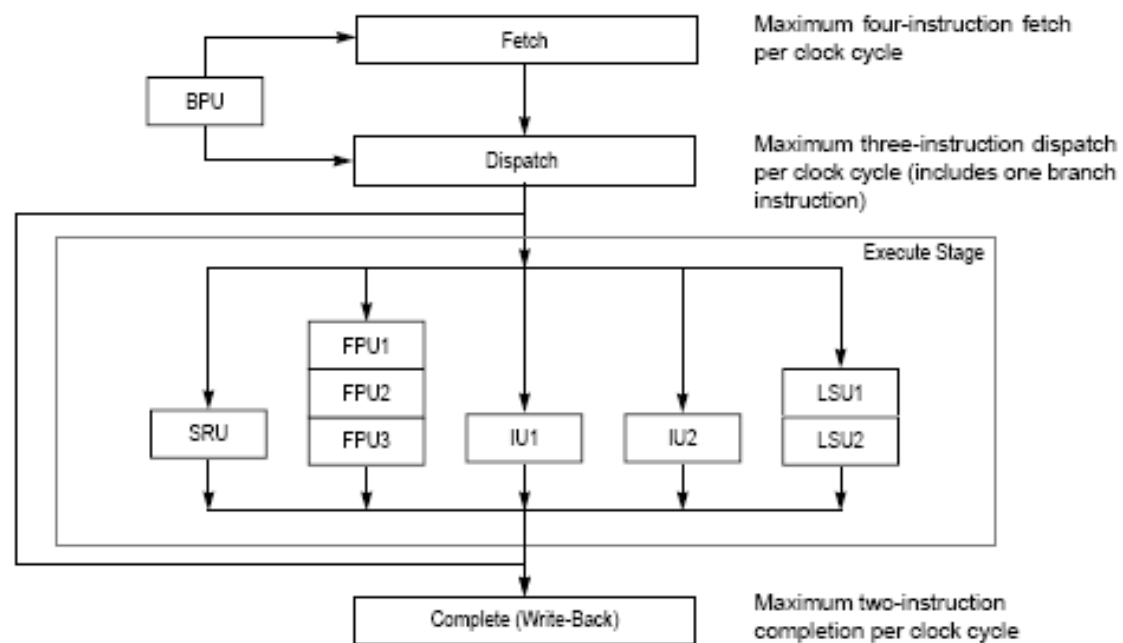 Fetch
Maximum four-instruction fetch
per clock cycle
BPU
Dispatch
Maximum three-instruction dispatch
per clock cycle (includes one branch
instruction)
Execute Stage
FPU1
FPU2
LSU1
SRU
FPU3
IU1
IU2
LSU2
Complete (Write-Back)
Maximum two-instruction
completion per clock cycle